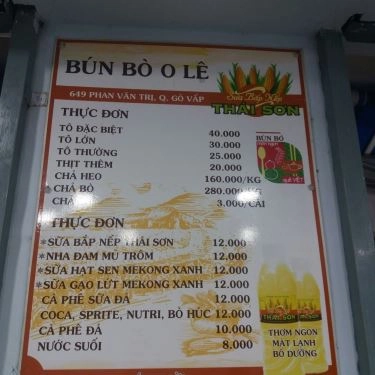 BÚN BÒ O LÊ
649 PHAN VĂN TRỊ, Q. GÒ VẤP
Sữa Bắp Nếp
THÁI SƠN
THỰC ĐƠN
TÔ ĐẶC BIỆT 40.000
TÔ LỚN 30.000
TÔ THƯỜNG 25.000
THỊT THÊM 20.000
CHẢ HEO 160.000/KG
CHẢ BÒ 280.000/KG
CHẢ 3.000/CÁI
BÚN BÒ
THỰC ĐƠN
*SỮA BẮP NẾP THÁI SƠN 12.000
*NHA ĐAM MỦ TRÔM 12.000
*SỮA HẠT SEN MEKONG XANH 12.000
*SỮA GẠO LỨT MEKONG XANH 12.000
CÀ PHÊ SỮA ĐÁ 12.000
COCA, SPRITE, NUTRI, BÒ HÚC 12.000
CÀ PHÊ ĐÁ 10.000
NƯỚC SUỐI 8.000
THÁI SƠN
THƠM NGON
MÁT LẠNH
BỔ DƯỠNG